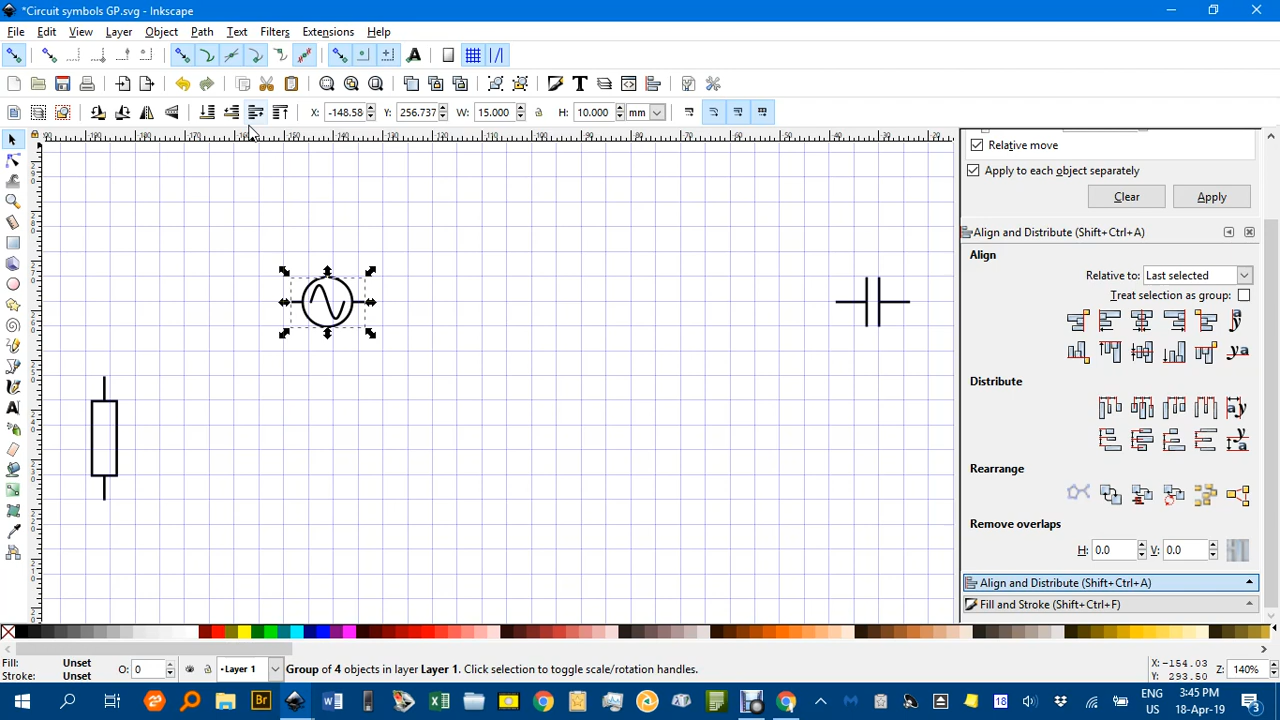 *Circuit symbols GP.svg - Inkscape
File Edit View Layer Object Path Text Filters Extensions Help
X: -148.58 Y: 256.737 W: 15.000 H: 10.000 mm
Relative move
Apply to each object separately
Clear Apply
Align and Distribute (Shift+Ctrl+A)
Align
Relative to: Last selected
Treat selection as group:
Distribute
Rearrange
Remove overlaps
H: 0.0 V: 0.0
Align and Distribute (Shift+Ctrl+A)
Fill and Stroke (Shift+Ctrl+F)
Fill: Unset
Stroke: Unset
O: 0
Layer 1
Group of 4 objects in layer Layer 1. Click selection to toggle scale/rotation handles.
X: -154.03
Y: 293.50
Z: 140%
ENG
US
3:45 PM
18-Apr-19